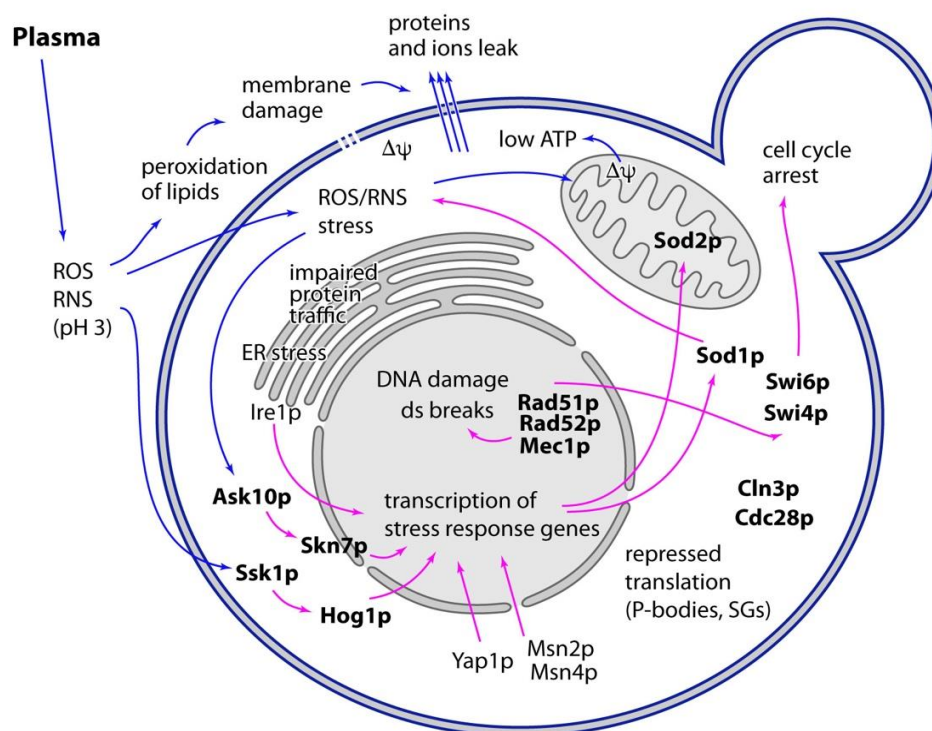 Plasma
proteins
and ions leak
membrane
damage
peroxidation
of lipids
Δψ
low ATP
Δψ
cell cycle
arrest
ROS/RNS
stress
Sod2p
ROS
RNS
(pH 3)
impaired
protein
traffic
ER stress
Ire1p
DNA damage
ds breaks
Rad51p
Rad52p
Mec1p
Sod1p
Swi6p
Swi4p
Cln3p
Cdc28p
Ask10p
Skn7p
Ssk1p
Hog1p
transcription of
stress response genes
repressed
translation
(P-bodies, SGs)
Yap1p
Msn2p
Msn4p